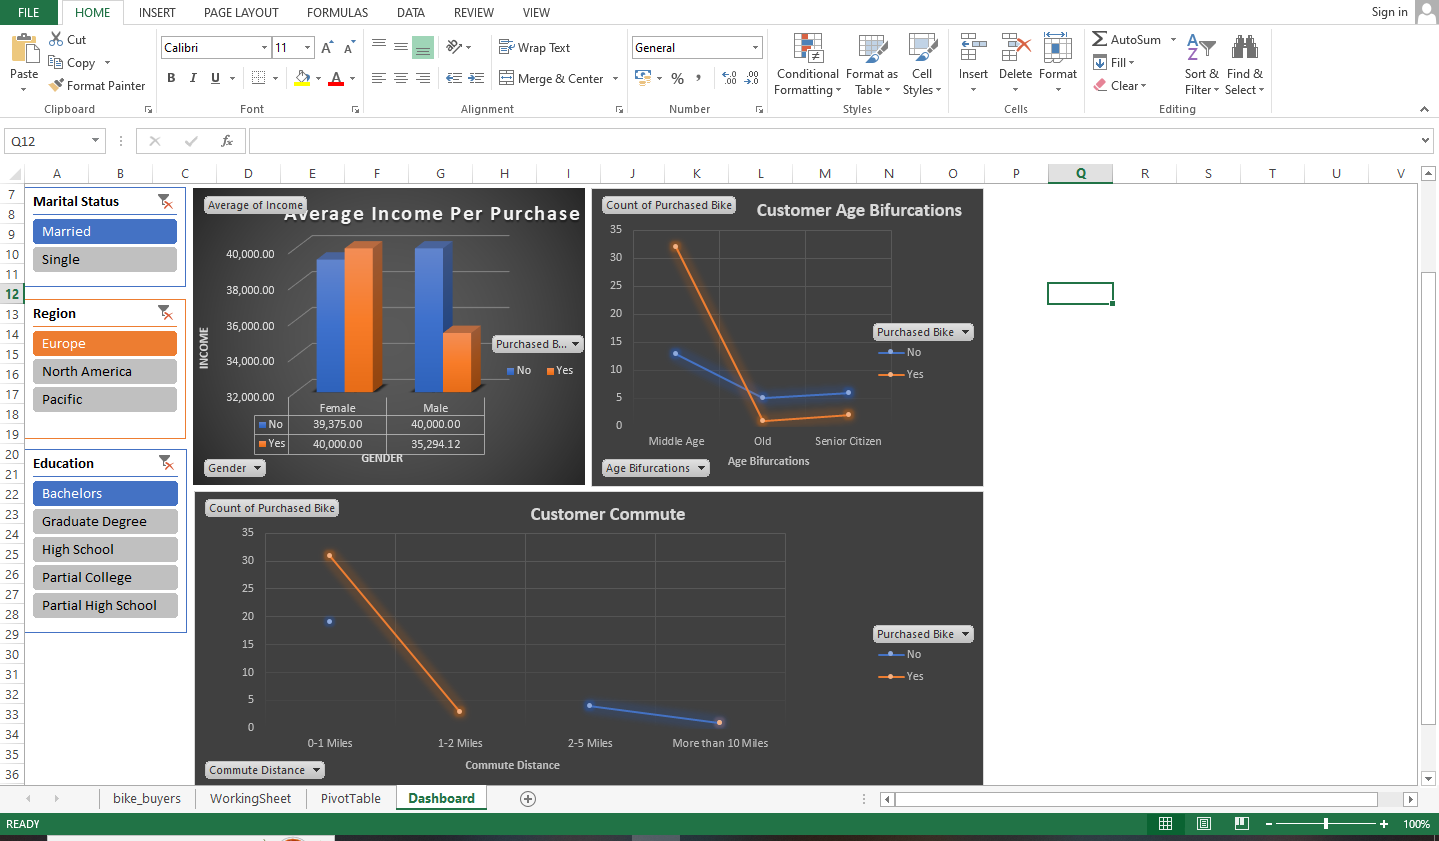 FILE HOME INSERT PAGE LAYOUT FORMULAS DATA REVIEW VIEW Sign in
Paste Cut Copy Format Painter
Calibri 11
B I U A
Wrap Text
Merge & Center
General
% ,
Conditional Formatting
Format as Table
Cell Styles
Insert Delete Format
AutoSum
Fill
Clear
Sort & Filter
Find & Select
Clipboard Font Alignment Number Styles Cells Editing
Q12 fx
A B C D E F G H I J K L M N O P Q R S T U V
7
8
9
10
11
12
13
14
15
16
17
18
19
20
21
22
23
24
25
26
27
28
29
30
31
32
33
34
35
36
Marital Status
Married
Single
Region
Europe
North America
Pacific
Education
Bachelors
Graduate Degree
High School
Partial College
Partial High School
Average of Income
Average Income Per Purchase
40,000.00
38,000.00
36,000.00
34,000.00
32,000.00
INCOME
Purchased B...
No Yes
Female Male
No 39,375.00 40,000.00
Yes 40,000.00 35,294.12
GENDER
Gender
Count of Purchased Bike
Customer Age Bifurcations
35
30
25
20
15
10
5
0
Middle Age Old Senior Citizen
Age Bifurcations
Age Bifurcations
Purchased Bike
No
Yes
Count of Purchased Bike
Customer Commute
35
30
25
20
15
10
5
0
0-1 Miles 1-2 Miles 2-5 Miles More than 10 Miles
Commute Distance
Commute Distance
Purchased Bike
No
Yes
bike_buyers WorkingSheet PivotTable Dashboard
READY 100%